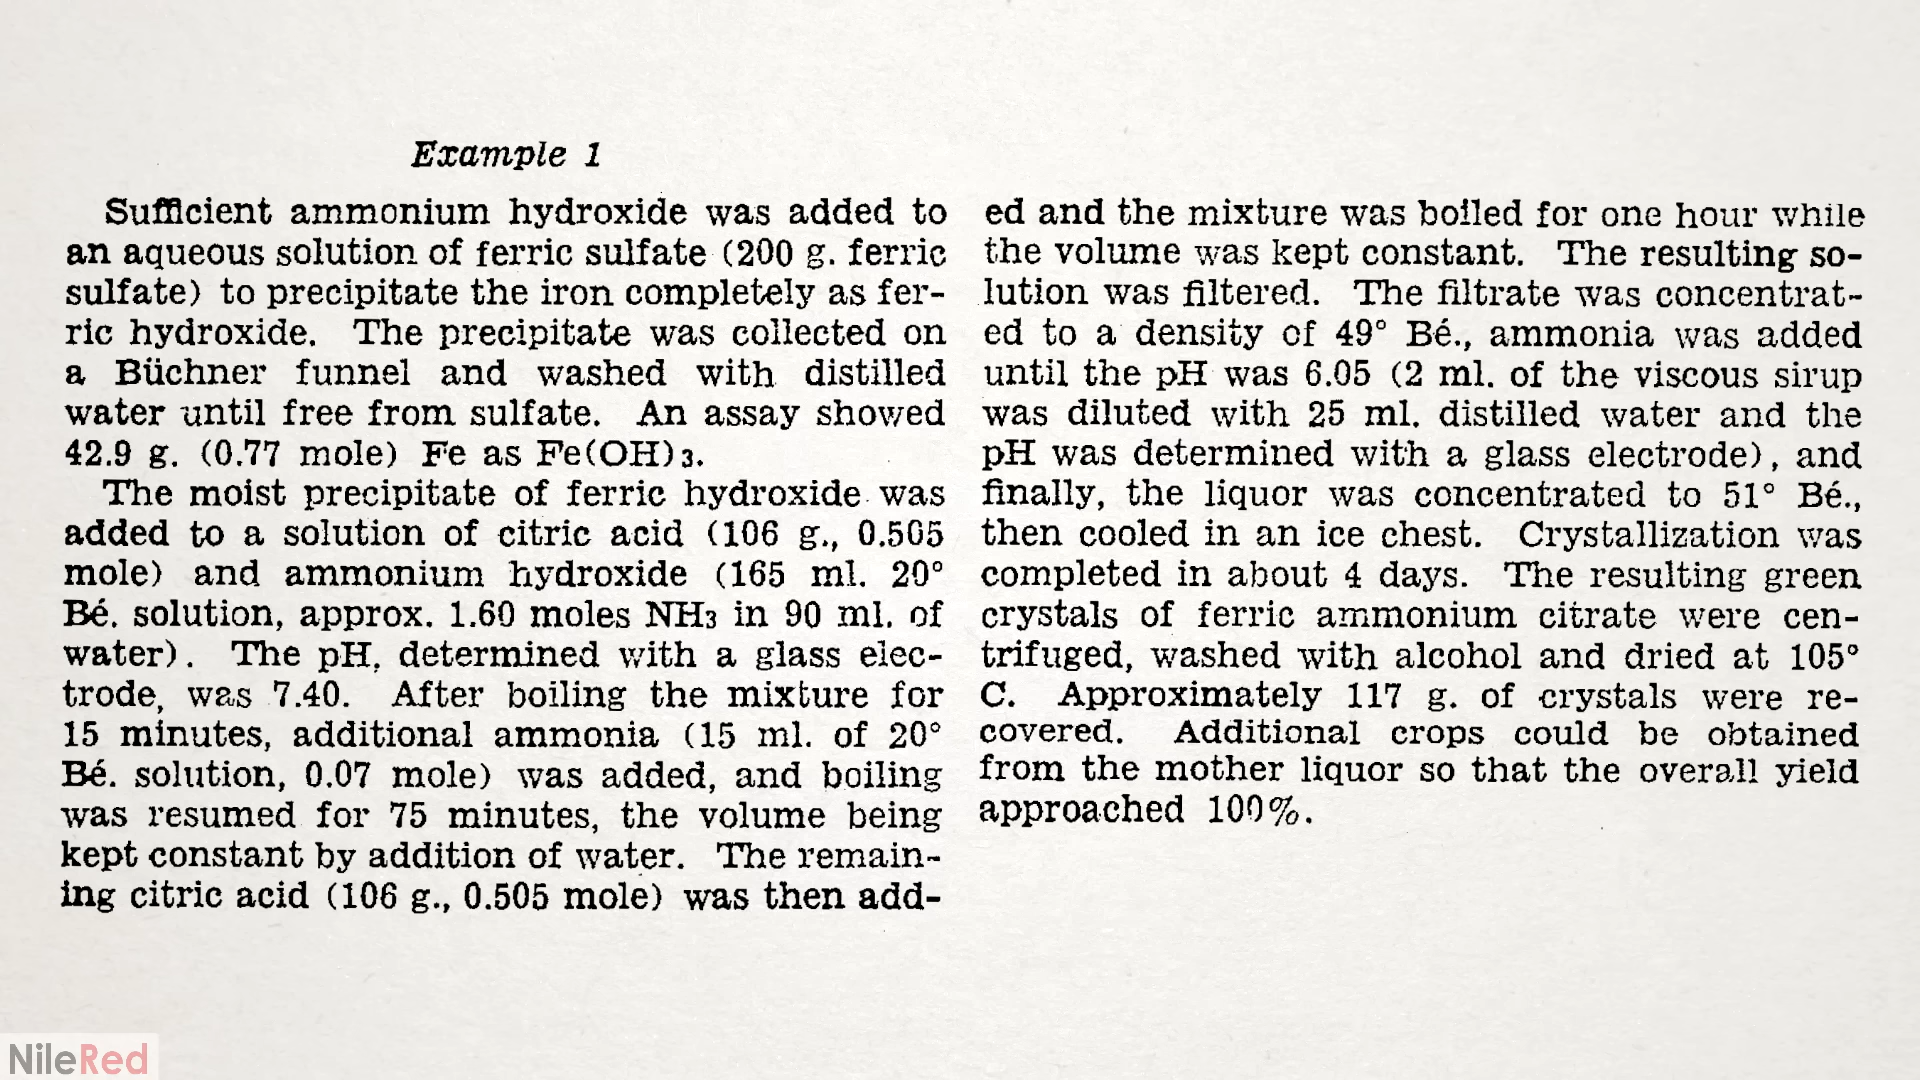 Example 1
Sufficient ammonium hydroxide was added to
an aqueous solution of ferric sulfate (200 g. ferric
sulfate) to precipitate the iron completely as fer-
ric hydroxide. The precipitate was collected on
a Büchner funnel and washed with distilled
water until free from sulfate. An assay showed
42.9 g. (0.77 mole) Fe as Fe(OH)3.
The moist precipitate of ferric hydroxide was
added to a solution of citric acid (106 g., 0.505
mole) and ammonium hydroxide (165 ml. 20°
Bé. solution, approx. 1.60 moles NH3 in 90 ml. of
water). The pH, determined with a glass elec-
trode, was 7.40. After boiling the mixture for
15 minutes, additional ammonia (15 ml. of 20°
Bé. solution, 0.07 mole) was added, and boiling
was resumed for 75 minutes, the volume being
kept constant by addition of water. The remain-
ing citric acid (106 g., 0.505 mole) was then add-
ed and the mixture was boiled for one hour while
the volume was kept constant. The resulting so-
lution was filtered. The filtrate was concentrat-
ed to a density of 49° Bé., ammonia was added
until the pH was 6.05 (2 ml. of the viscous sirup
was diluted with 25 ml. distilled water and the
pH was determined with a glass electrode), and
finally, the liquor was concentrated to 51° Bé.,
then cooled in an ice chest. Crystallization was
completed in about 4 days. The resulting green
crystals of ferric ammonium citrate were cen-
trifuged, washed with alcohol and dried at 105°
C. Approximately 117 g. of crystals were re-
covered. Additional crops could be obtained
from the mother liquor so that the overall yield
approached 100%.
NileRed